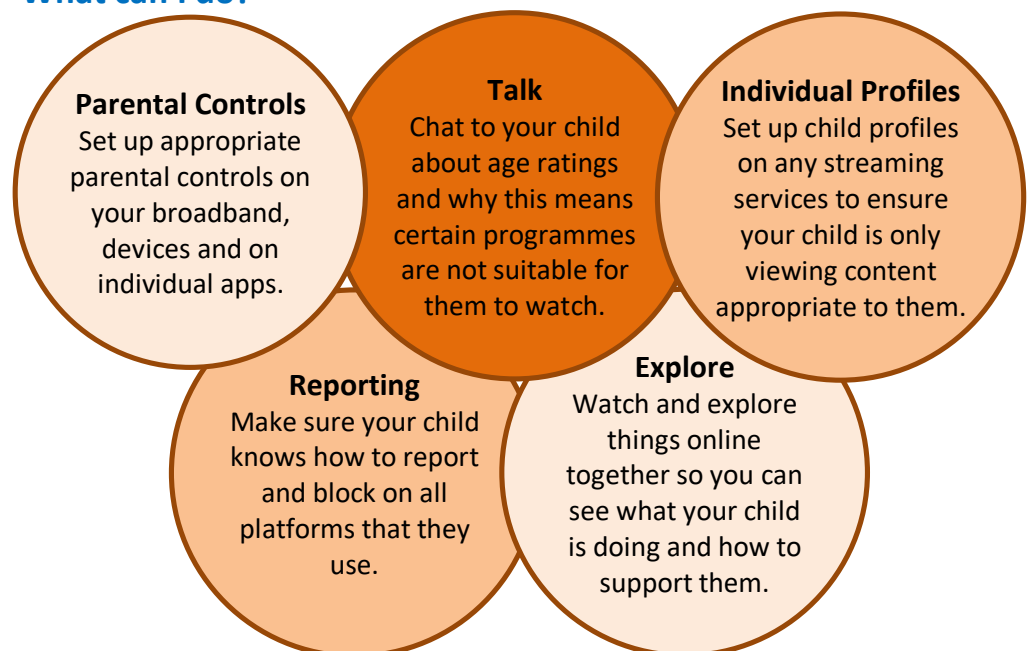 What can I do?
Parental Controls
Set up appropriate
parental controls on
your broadband,
devices and on
individual apps.
Talk
Chat to your child
about age ratings
and why this means
certain programmes
are not suitable for
them to watch.
Individual Profiles
Set up child profiles
on any streaming
services to ensure
your child is only
viewing content
appropriate to them.
Reporting
Make sure your child
knows how to report
and block on all
platforms that they
use.
Explore
Watch and explore
things online
together so you can
see what your child
is doing and how to
support them.